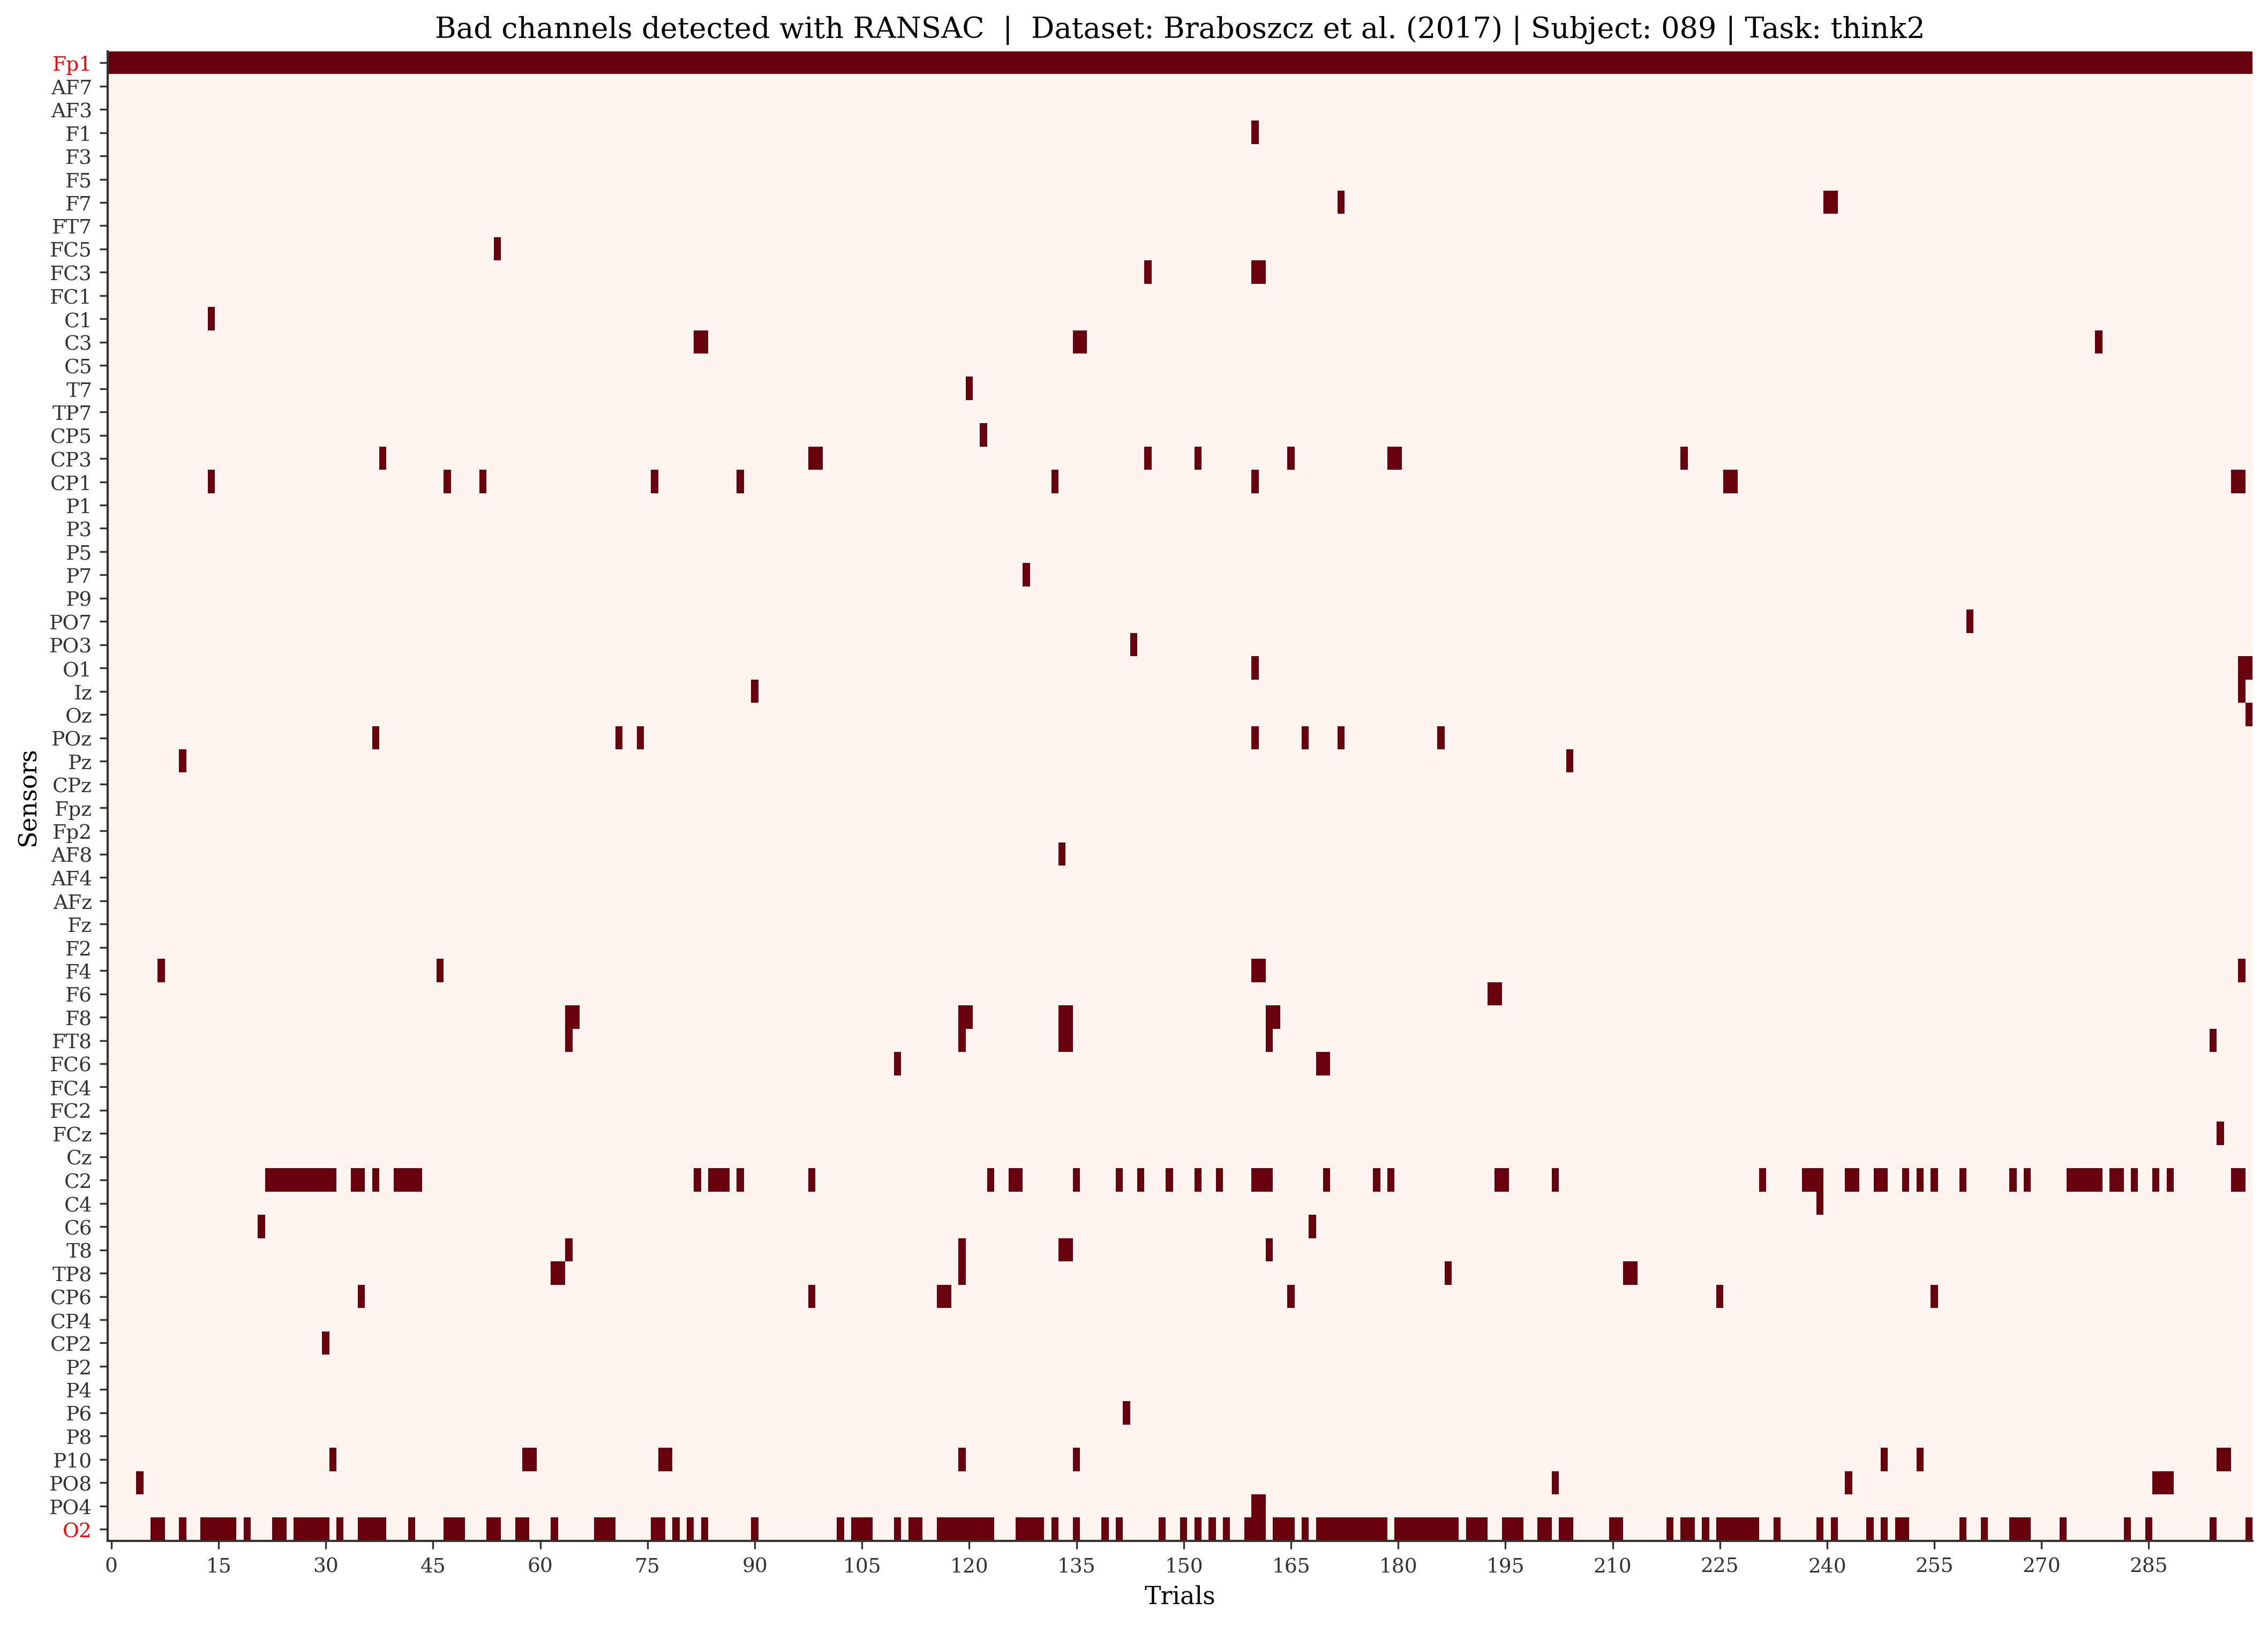 Bad channels detected with RANSAC | Dataset: Braboszcz et al. (2017) | Subject: 089 | Task: think2
Sensors
Fp1
AF7
AF3
F1
F3
F5
F7
FT7
FC5
FC3
FC1
C1
C3
C5
T7
TP7
CP5
CP3
CP1
P1
P3
P5
P7
P9
PO7
PO3
O1
Iz
Oz
POz
Pz
CPz
Fpz
Fp2
AF8
AF4
AFz
Fz
F2
F4
F6
F8
FT8
FC6
FC4
FC2
FCz
Cz
C2
C4
C6
T8
TP8
CP6
CP4
CP2
P2
P4
P6
P8
P10
PO8
PO4
O2
0 15 30 45 60 75 90 105 120 135 150 165 180 195 210 225 240 255 270 285
Trials